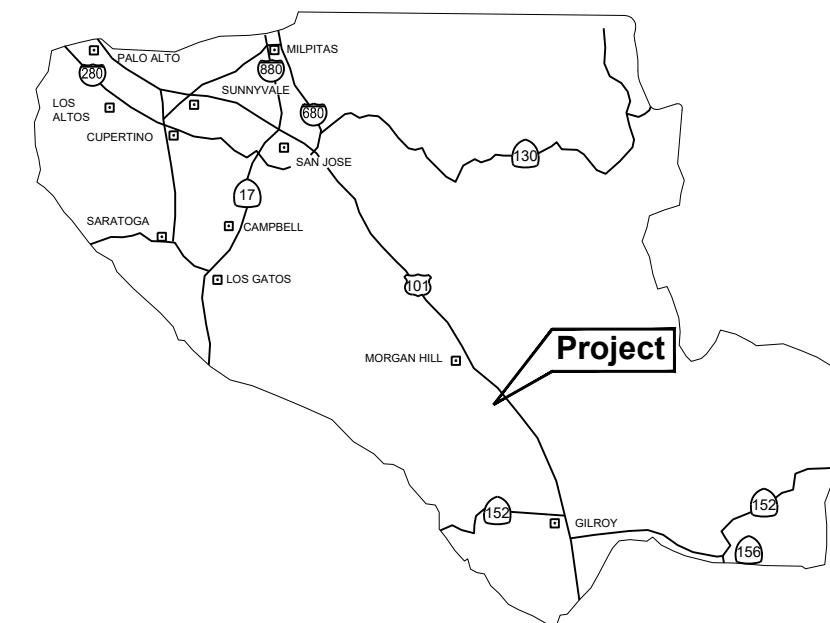 MILPITAS
PALO ALTO
280
880
SUNNYVALE
LOS
ALTOS
680
CUPERTINO
SAN JOSE
130
17
SARATOGA
CAMPBELL
LOS GATOS
101
Project
MORGAN HILL
152
GILROY
152
156